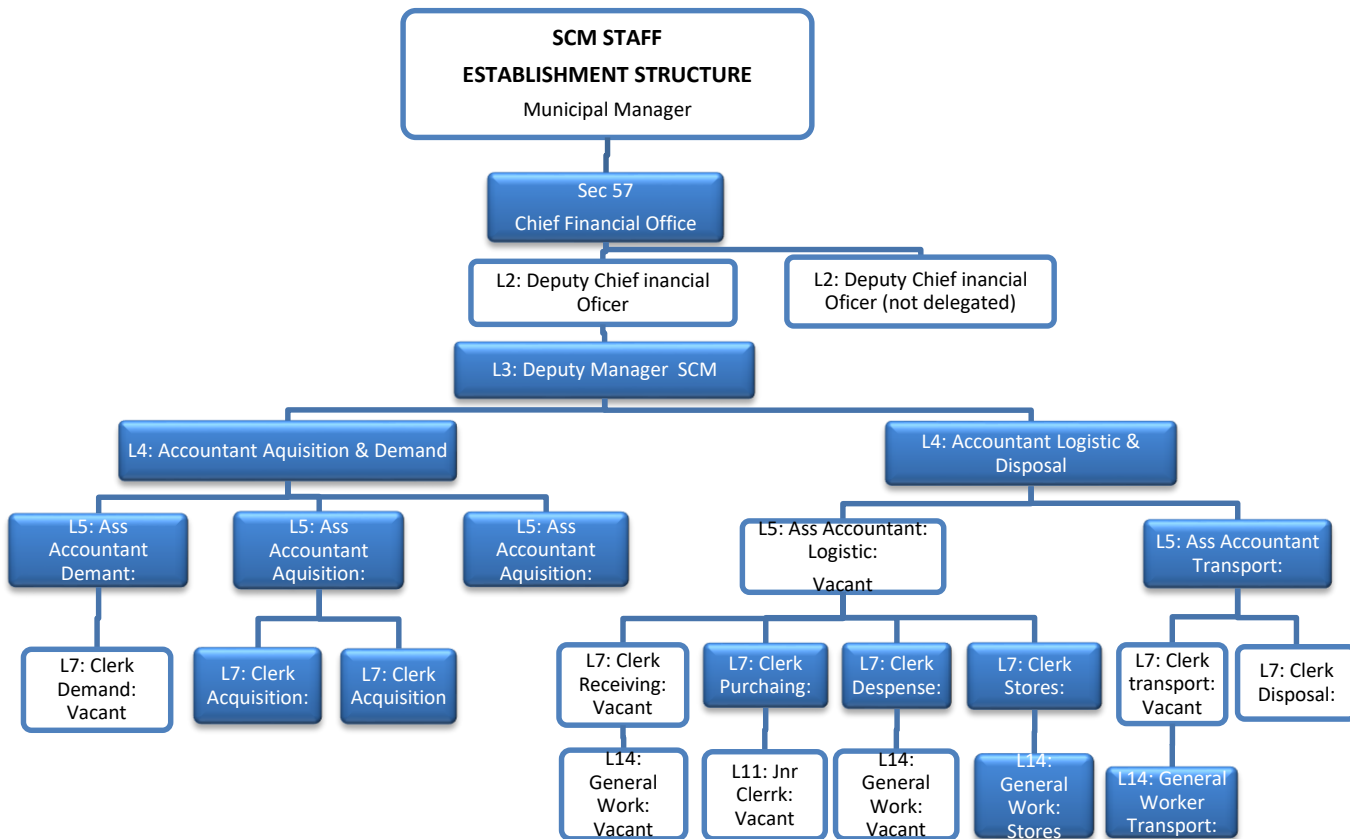 SCM STAFF
ESTABLISHMENT STRUCTURE
Municipal Manager
Sec 57
Chief Financial Office
L2: Deputy Chief inancial
Oficer
L2: Deputy Chief inancial
Oficer (not delegated)
L3: Deputy Manager SCM
L4: Accountant Aquisition & Demand
L4: Accountant Logistic &
Disposal
L5: Ass
Accountant
Demant:
L5: Ass
Accountant
Aquisition:
L5: Ass
Accountant
Aquisition:
L5: Ass Accountant:
Logistic:
Vacant
L5: Ass Accountant
Transport:
L7: Clerk
Demand:
Vacant
L7: Clerk
Acquisition:
L7: Clerk
Acquisition
L7: Clerk
Receiving:
Vacant
L7: Clerk
Purchaing:
L7: Clerk
Despense:
L7: Clerk
Stores:
L7: Clerk
transport:
Vacant
L7: Clerk
Disposal:
L14:
General
Work:
Vacant
L11: Jnr
Clerrk:
Vacant
L14:
General
Work:
Vacant
L14:
General
Work:
Stores
L14: General
Worker
Transport: